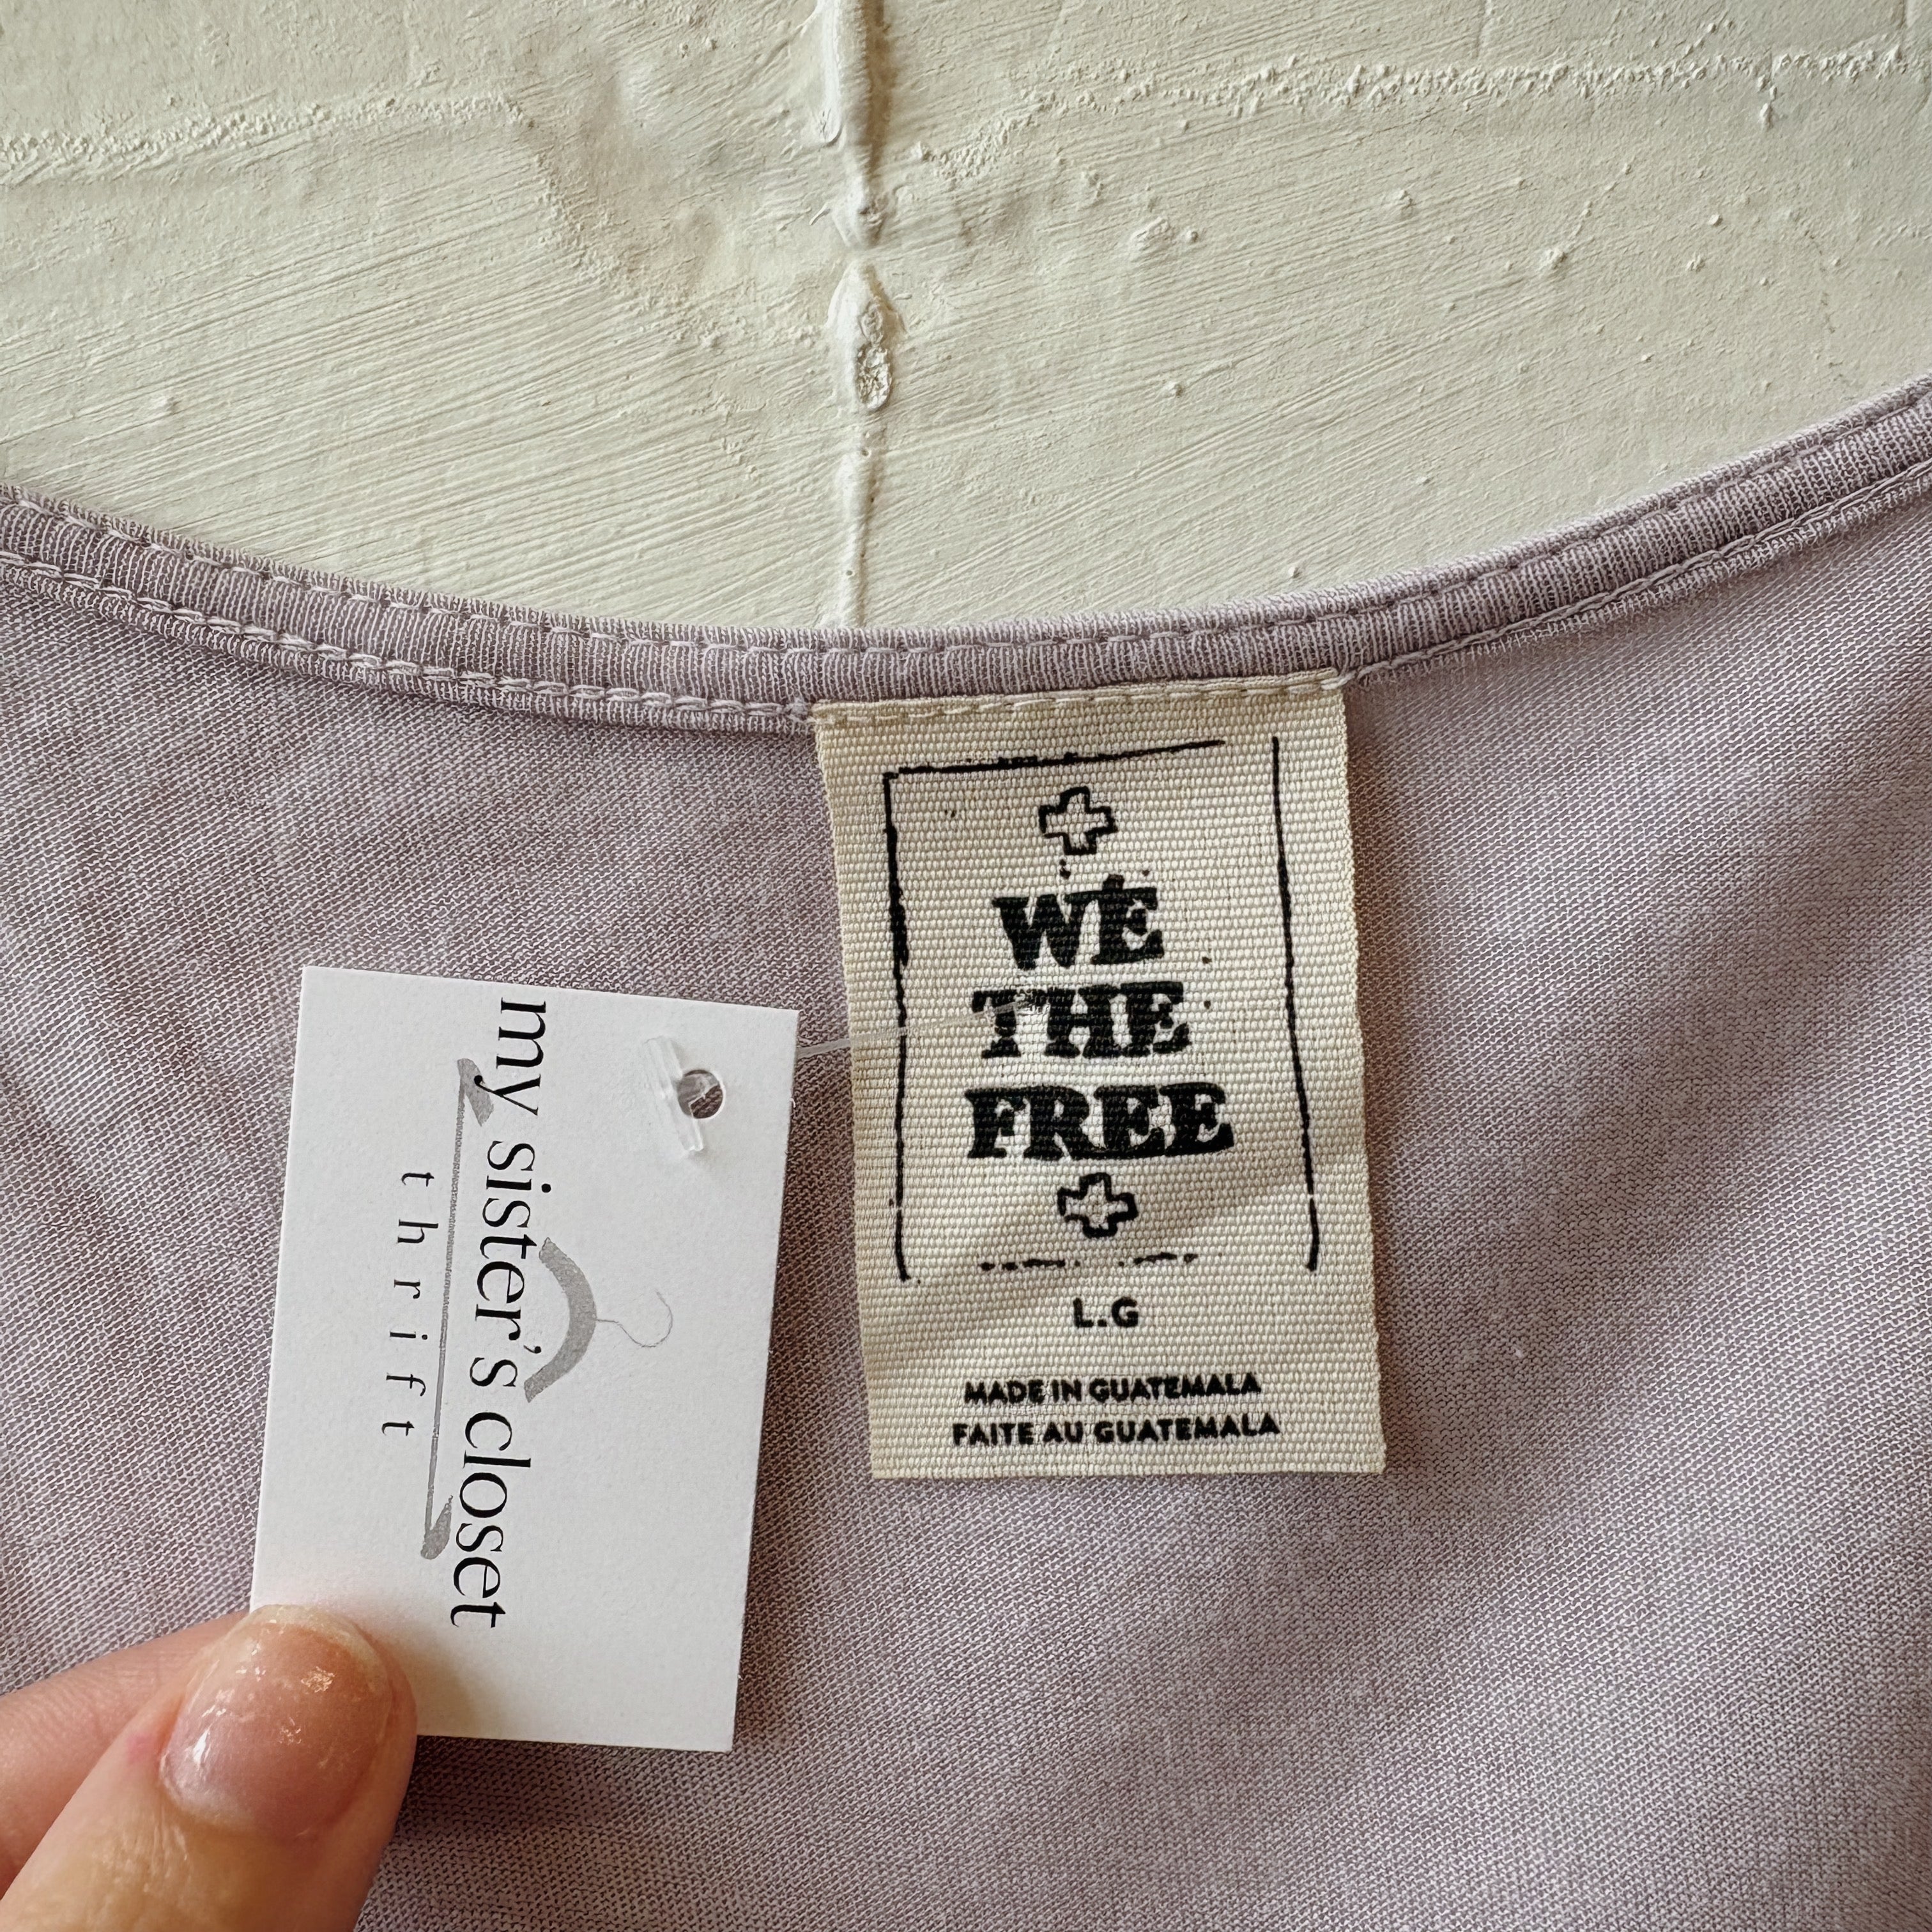 my sister's closet
thrift
WE
THE
FREE
L.G
MADE IN GUATEMALA
FAITE AU GUATEMALA